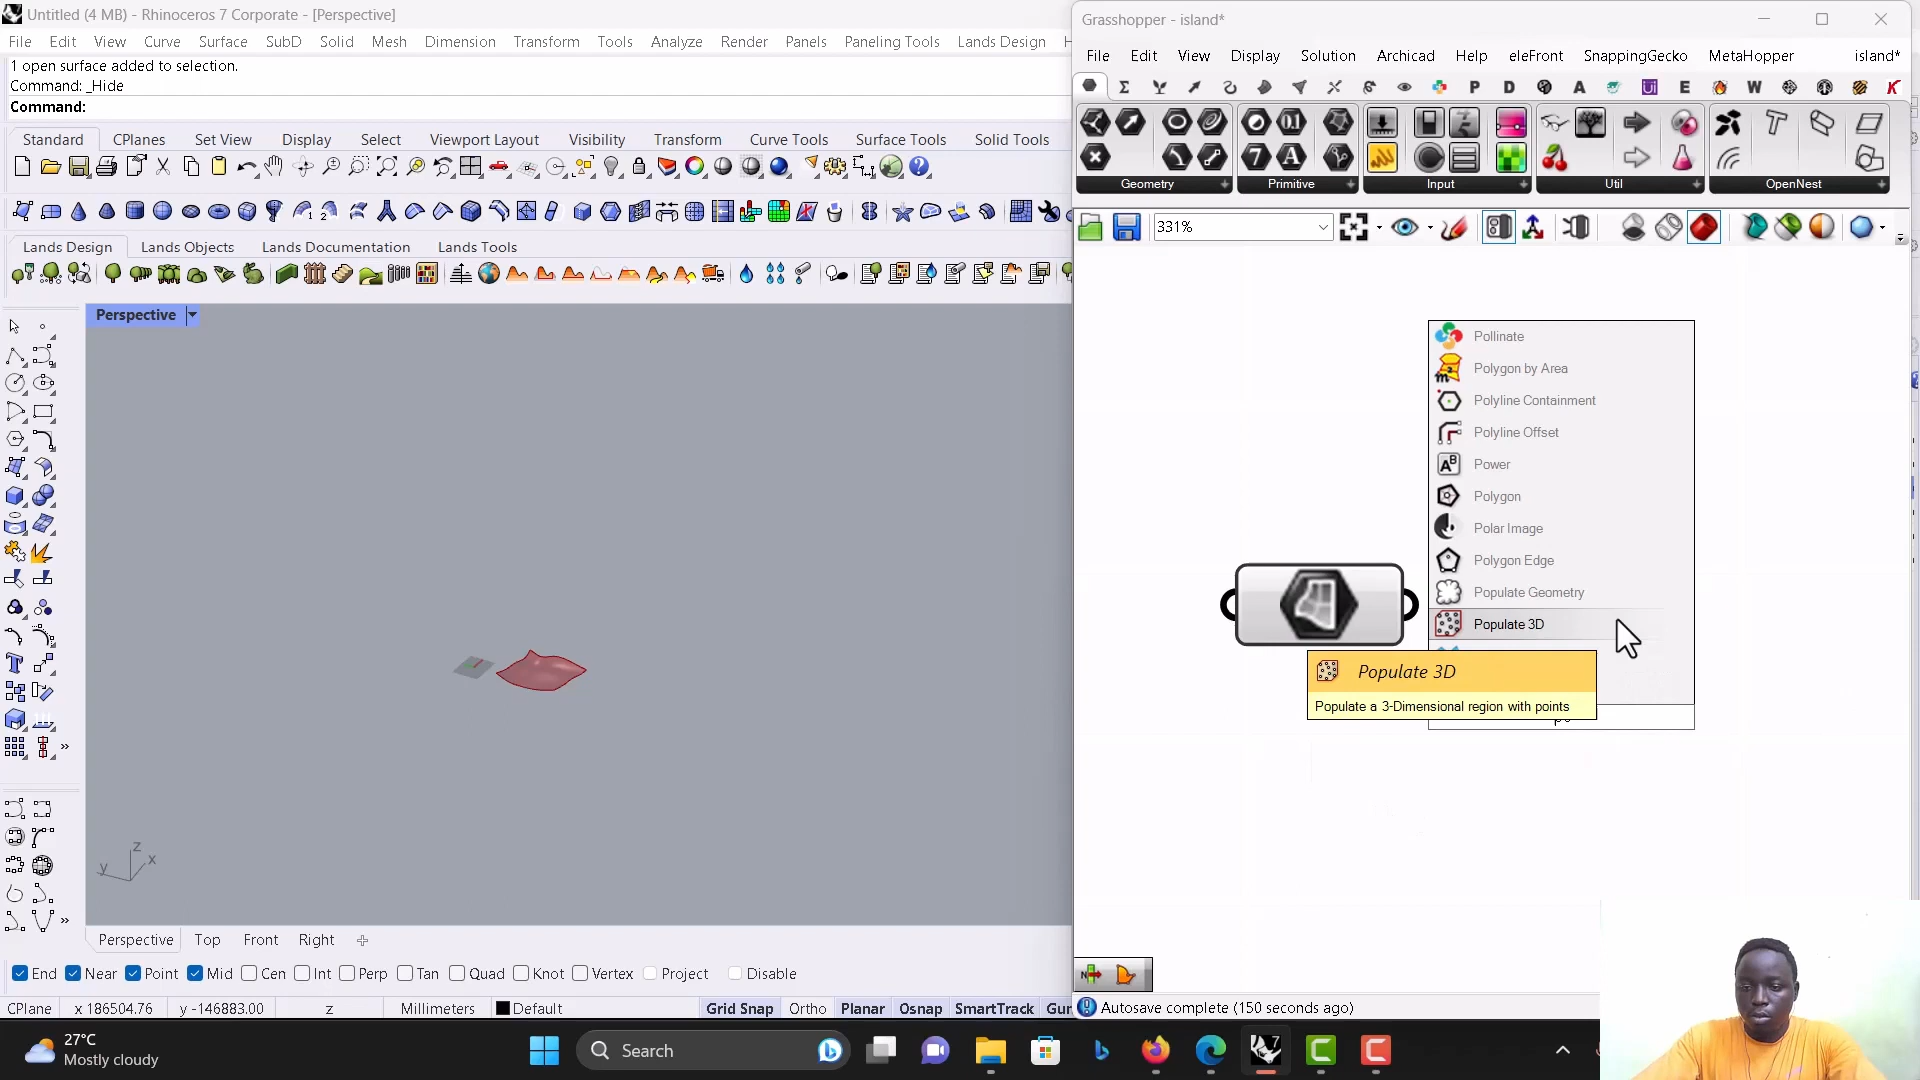 Untitled (4 MB) - Rhinoceros 7 Corporate - [Perspective]
File Edit View Curve Surface SubD Solid Mesh Dimension Transform Tools Analyze Render Panels Paneling Tools Lands Design
1 open surface added to selection.
Command: _Hide
Command:
Standard CPlanes Set View Display Select Viewport Layout Visibility Transform Curve Tools Surface Tools Solid Tools
Lands Design Lands Objects Lands Documentation Lands Tools
Perspective
z
y x
Perspective Top Front Right
End Near Point Mid Cen Int Perp Tan Quad Knot Vertex Project Disable
CPlane x 186504.76 y -146883.00 z Millimeters Default Grid Snap Ortho Planar Osnap SmartTrack Gu
Grasshopper - island*
File Edit View Display Solution Archicad Help eleFront SnappingGecko MetaHopper island*
P D A Ui E W K
Geometry Primitive Input Util OpenNest
331%
Pollinate
Polygon by Area
Polyline Containment
Polyline Offset
Power
Polygon
Polar Image
Polygon Edge
Populate Geometry
Populate 3D
Populate 3D
Populate a 3-Dimensional region with points
Autosave complete (150 seconds ago)
27°C
Mostly cloudy
Search